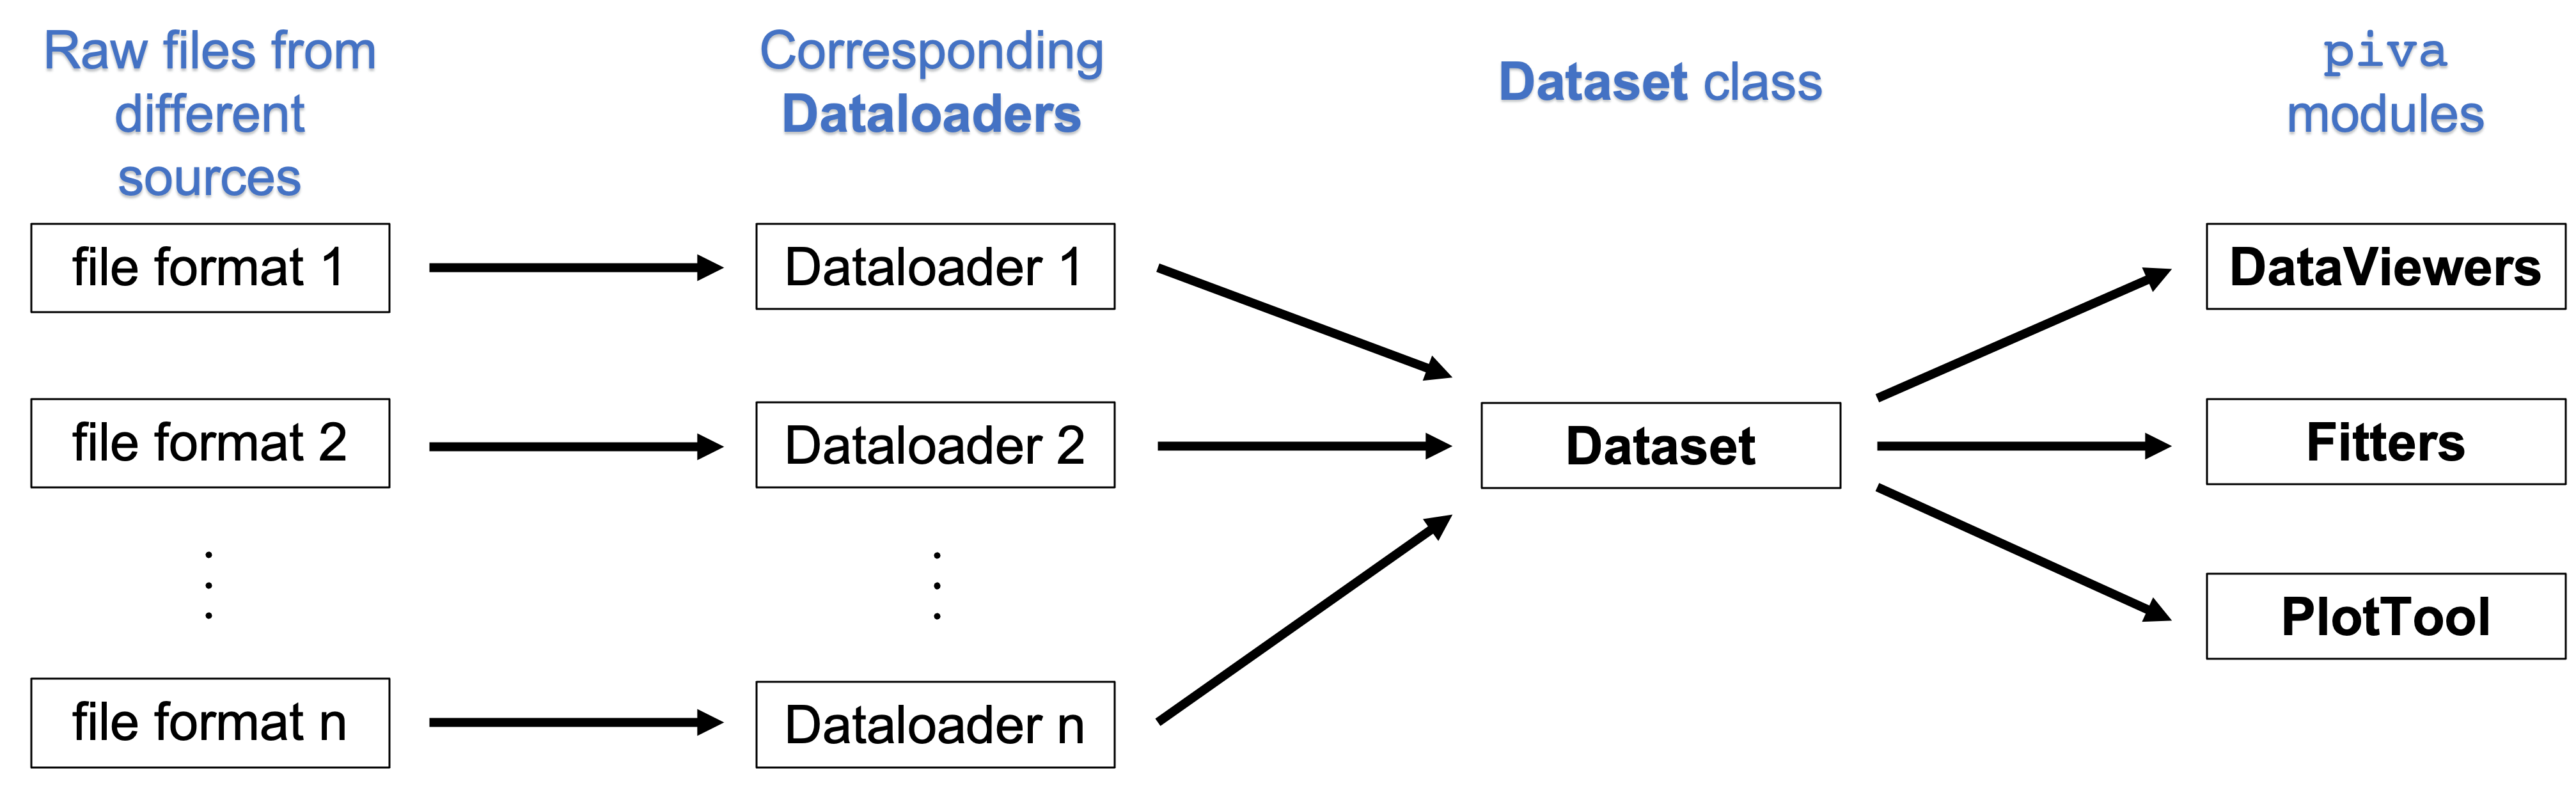 Raw files from
different
sources
Corresponding
Dataloaders
Dataset class
piva
modules
file format 1
Dataloader 1
DataViewers
file format 2
Dataloader 2
Dataset
Fitters
PlotTool
file format n
Dataloader n